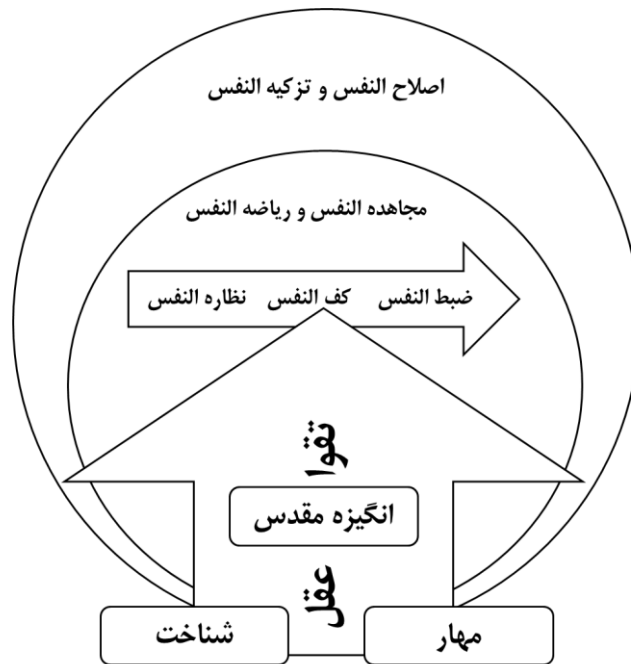 اصلاح النفس و تزکیه النفس
مجاهده النفس و ریاضه النفس
ضبط النفس کف النفس نظاره النفس
تقوا
انگیزه مقدس
عقل
مهار شناخت